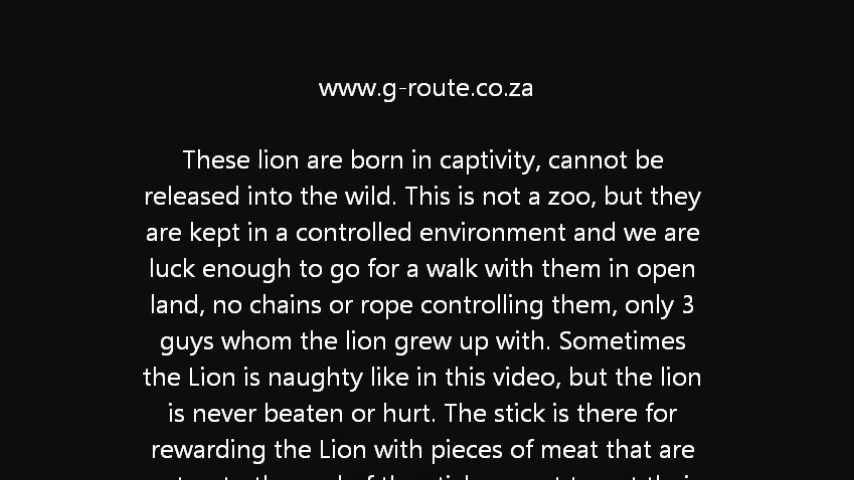 www.g-route.co.za
These lion are born in captivity, cannot be
released into the wild. This is not a zoo, but they
are kept in a controlled environment and we are
luck enough to go for a walk with them in open
land, no chains or rope controlling them, only 3
guys whom the lion grew up with. Sometimes
the Lion is naughty like in this video, but the lion
is never beaten or hurt. The stick is there for
rewarding the Lion with pieces of meat that are